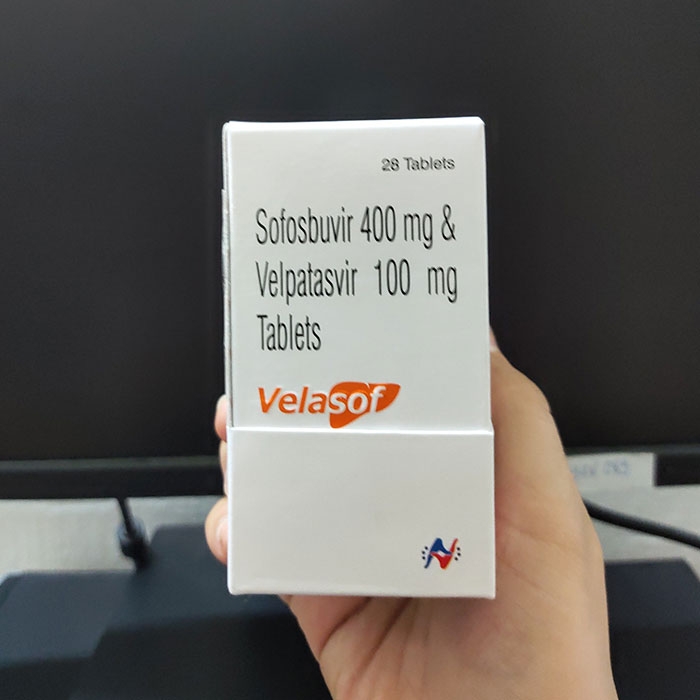 28 Tablets
Sofosbuvir 400 mg &
Velpatasvir 100 mg
Tablets
Velasof